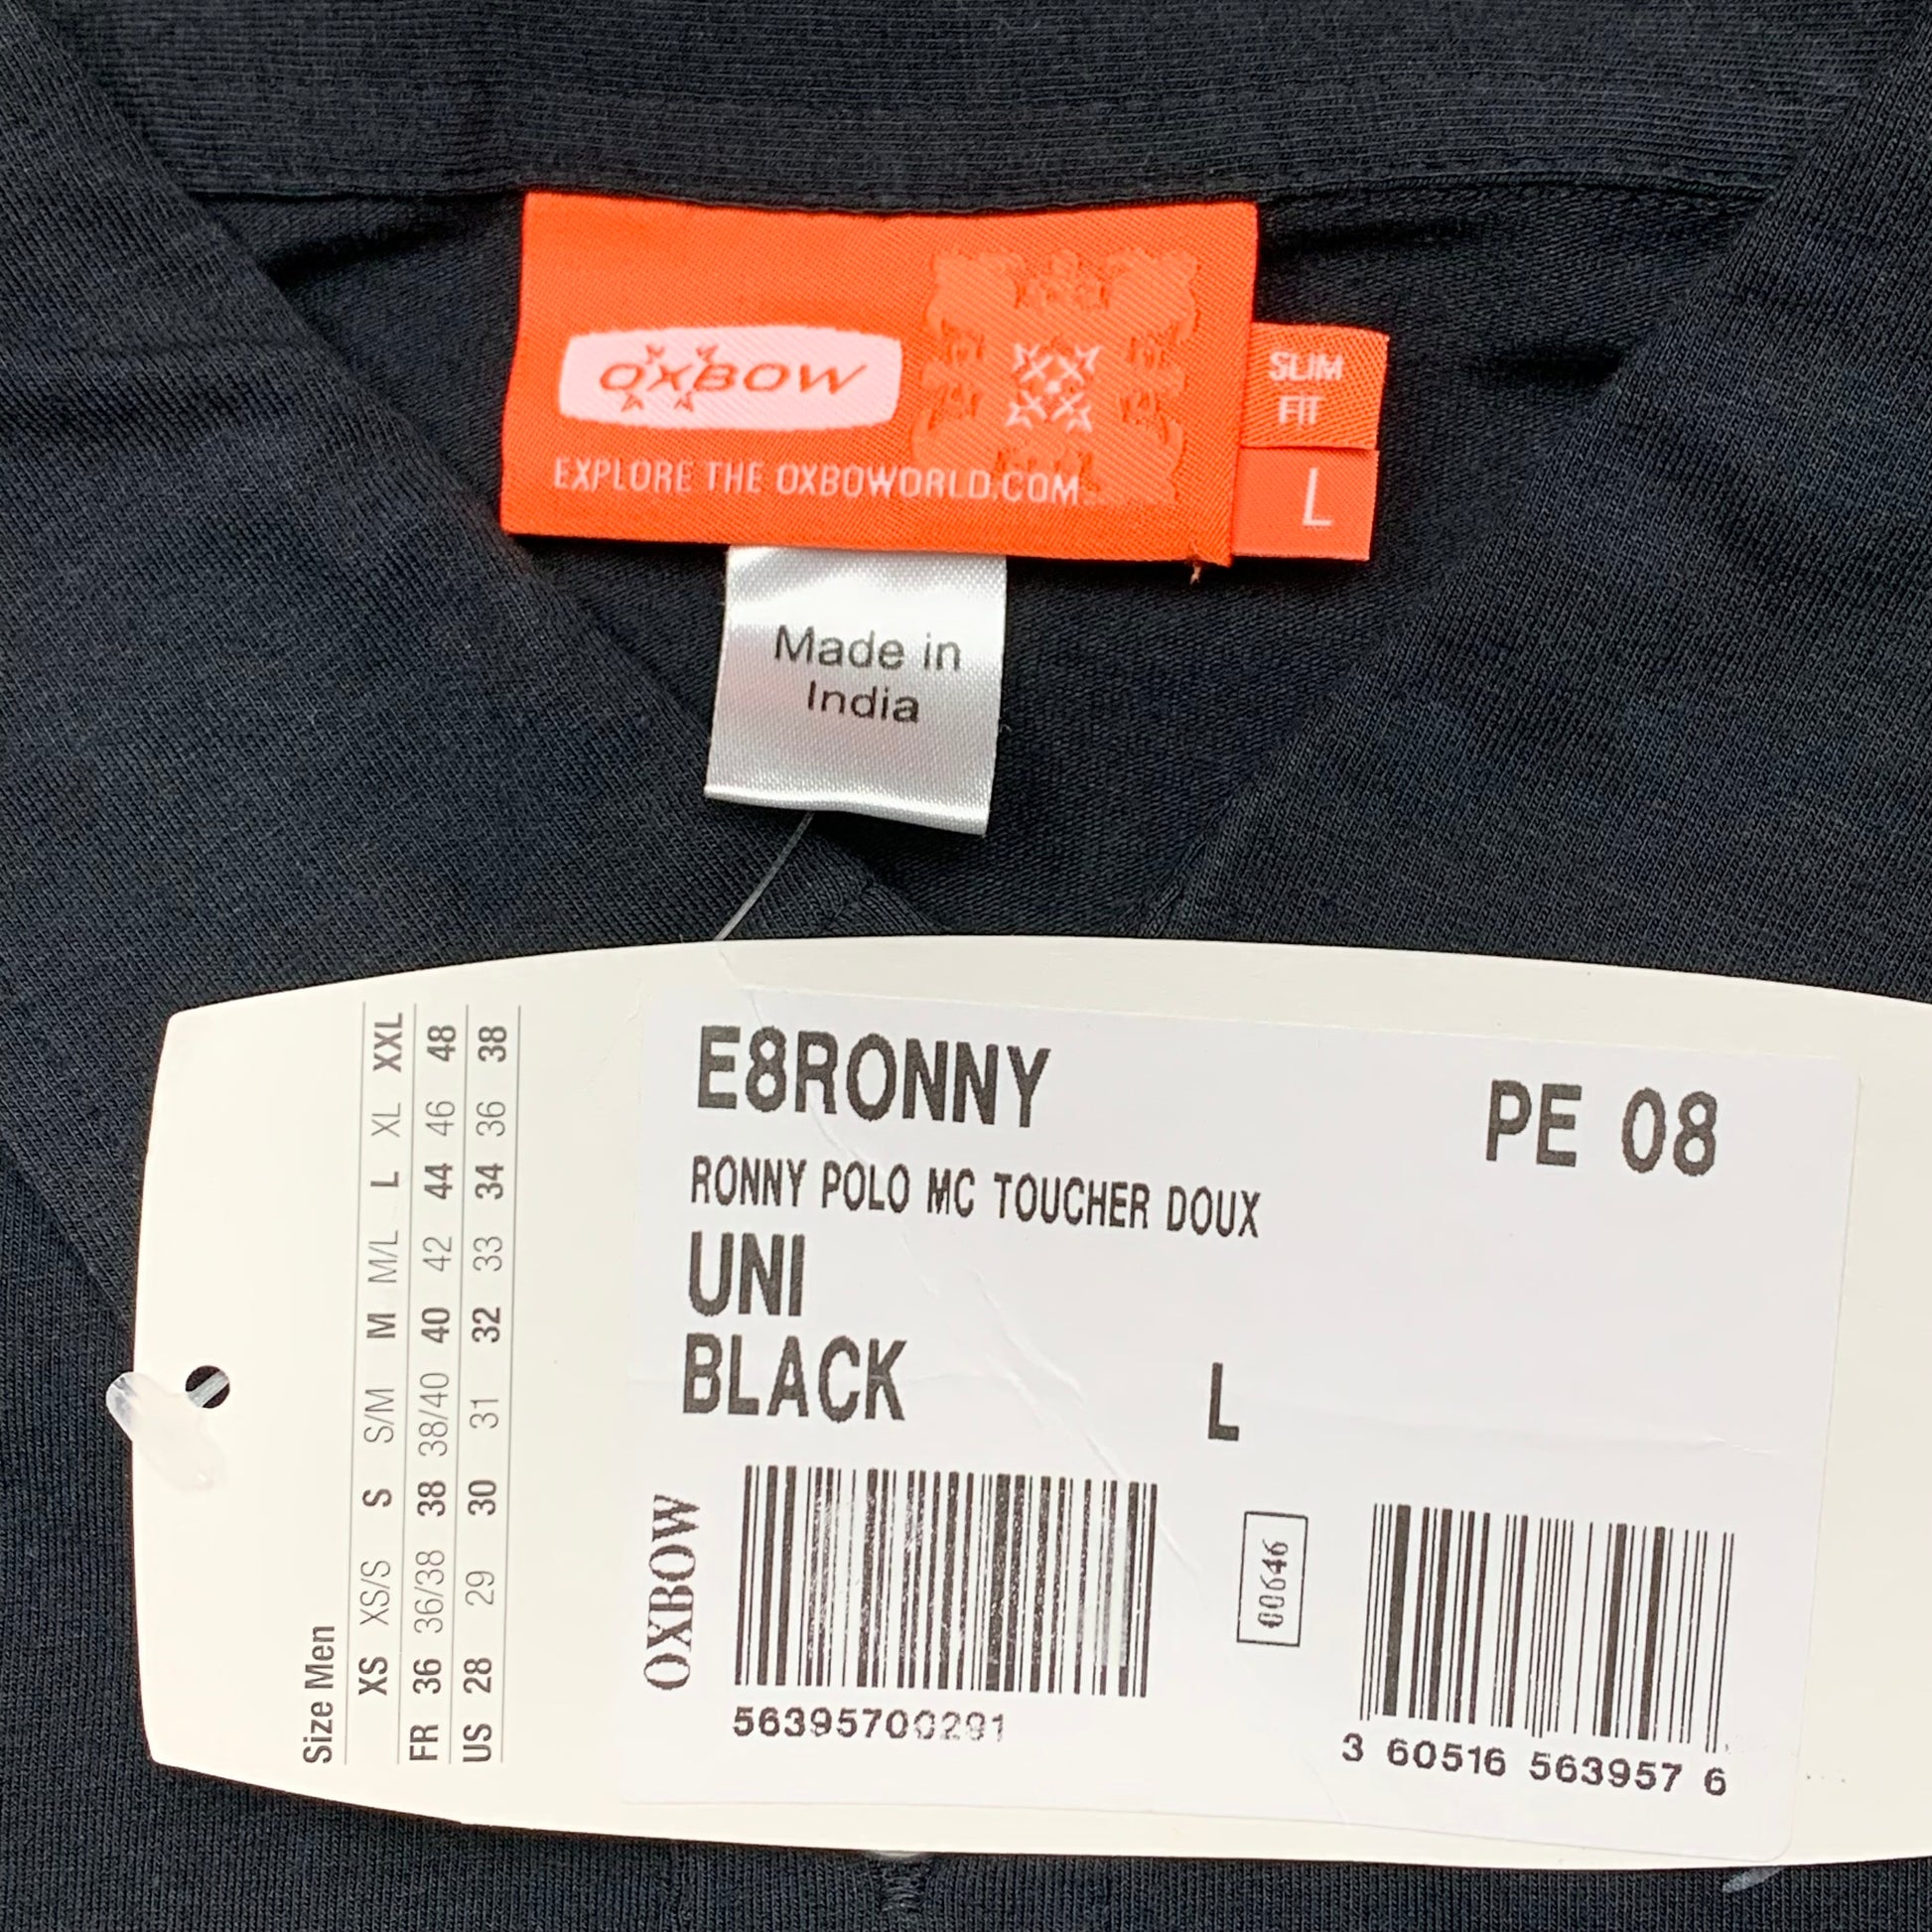 OXBOW
EXPLORE THE OXBOWORLD.COM
SLIM
FIT
L
Made in
India
Size Men
XS XS/S S S/M M M/L L XL XXL
FR 36 36/38 38 38/40 40 42 44 46 48
US 28 29 30 31 32 33 34 36 38
E8RONNY PE 08
RONNY POLO MC TOUCHER DOUX
UNI
BLACK L
OXBOW
00646
56395700281
3 60516 563957 6